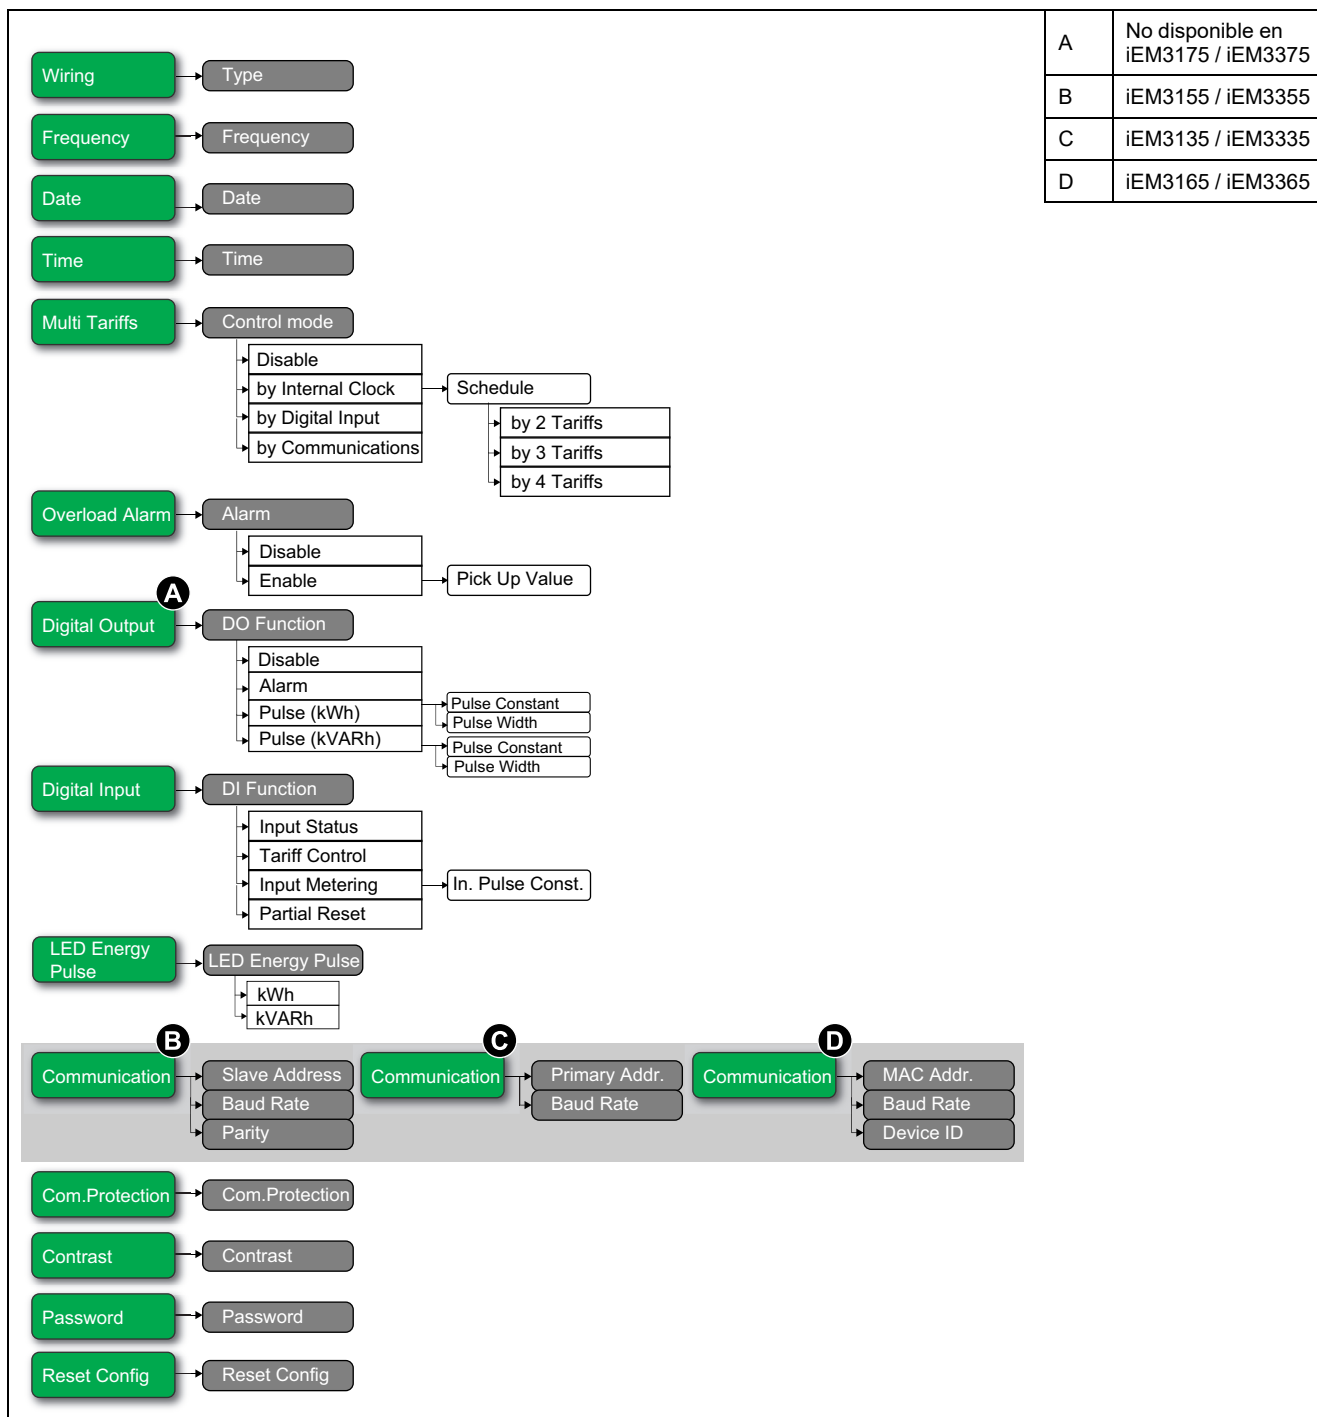 A
No disponible en
iEM3175 / iEM3375
B
iEM3155 / iEM3355
C
iEM3135 / iEM3335
D
iEM3165 / iEM3365
Wiring
Type
Frequency
Frequency
Date
Date
Time
Time
Multi Tariffs
Control mode
Disable
by Internal Clock
Schedule
by Digital Input
by 2 Tariffs
by Communications
by 3 Tariffs
by 4 Tariffs
Overload Alarm
Alarm
Disable
Enable
Pick Up Value
A
Digital Output
DO Function
Disable
Alarm
Pulse (kWh)
Pulse Constant
Pulse Width
Pulse (kVARh)
Pulse Constant
Pulse Width
Digital Input
DI Function
Input Status
Tariff Control
Input Metering
In. Pulse Const.
Partial Reset
LED Energy
Pulse
LED Energy Pulse
kWh
kVARh
B
Communication
Slave Address
Baud Rate
Parity
C
Communication
Primary Addr.
Baud Rate
D
Communication
MAC Addr.
Baud Rate
Device ID
Com.Protection
Com.Protection
Contrast
Contrast
Password
Password
Reset Config
Reset Config